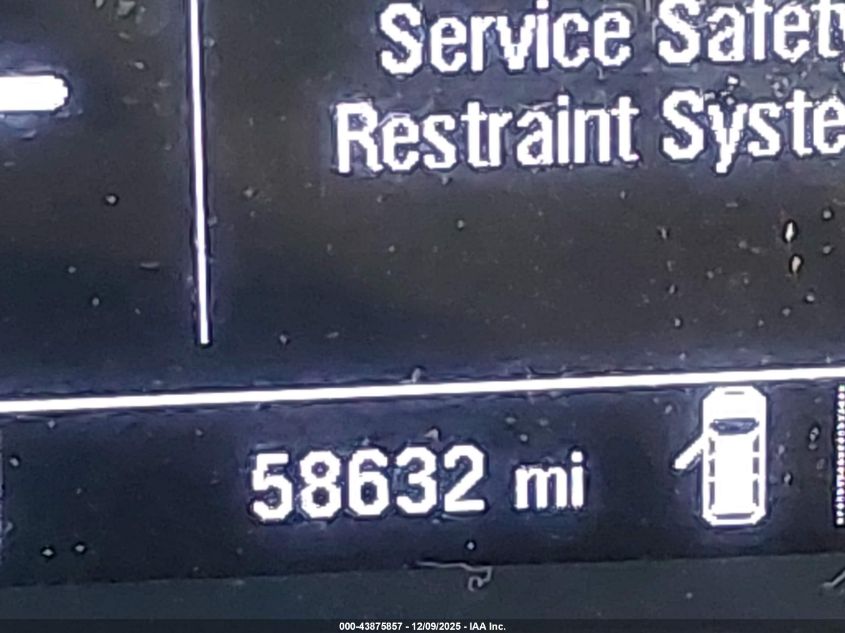 Service Safety
Restraint Syste
58632 mi
000-43875857 - 12/09/2025 - IAA Inc.